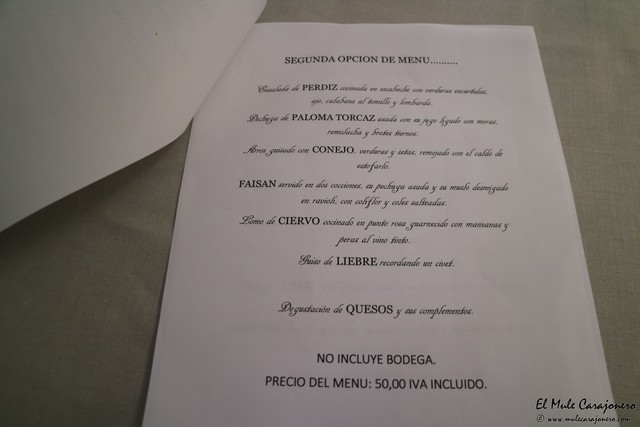 SEGUNDA OPCION DE MENU..........
Ensalada de PERDIZ cocinada en escabeche con verduras encurtidas,
ajo, calabaza al tomillo y lombarda.
Pechuga de PALOMA TORCAZ asada con su jugo ligado con moras,
remolacha y brotes tiernos.
Arroz guisado con CONEJO, verduras y setas, remojado con el caldo de
estofarlo.
FAISAN servido en dos cocciones, su pechuga asada y su muslo desmigado
en ravioli, con coliflor y coles salteadas.
Lomo de CIERVO cocinado en punto rosa guarnecido con manzanas y
peras al vino tinto.
Guiso de LIEBRE recordando un civet.
Degustación de QUESOS y sus complementos.
NO INCLUYE BODEGA.
PRECIO DEL MENU: 50,00 IVA INCLUIDO.
El Mule Carajonero
© www.mulecarajonero.com